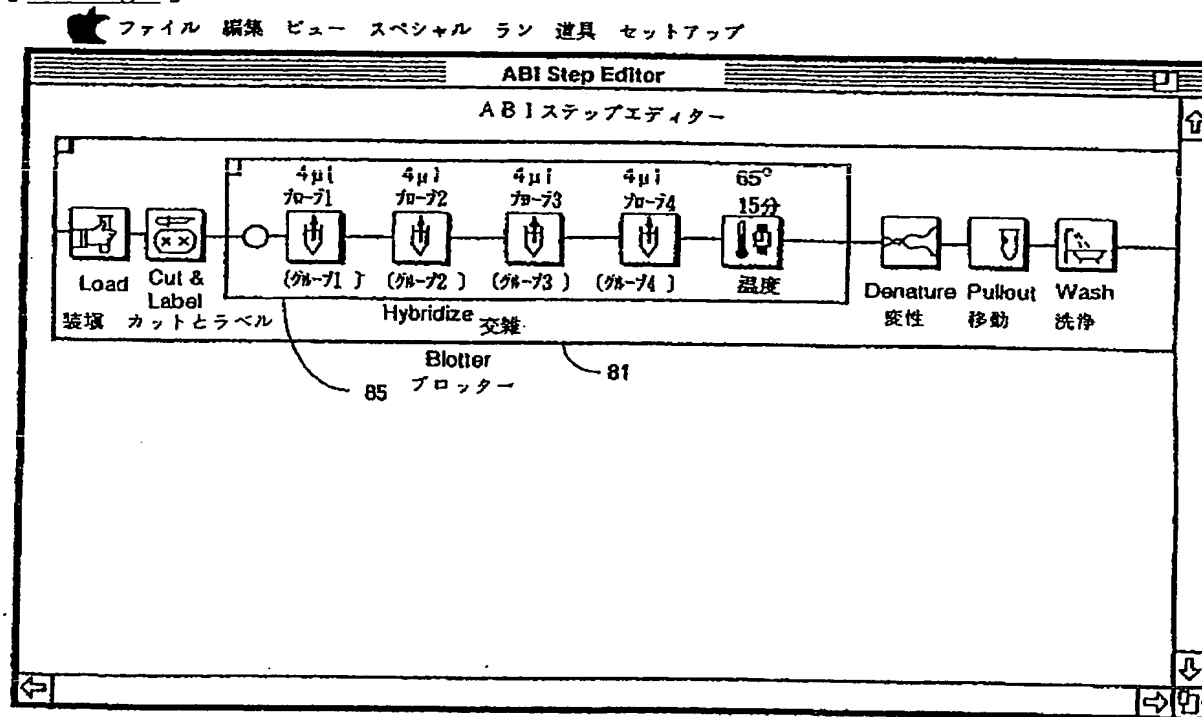 ファイル 編集 ビュー スペシャル ラン 道具 セットアップ
ABI Step Editor
ABIステップエディター
4μl 4μl 4μl 4μl 65°
プローブ1 プローブ2 プローブ3 プローブ4 15分
(グループ1) (グループ2) (グループ3) (グループ4) 温度
Load Cut & Label Denature Pullout Wash
装填 カットとラベル 変性 移動 洗浄
Hybridize 交雑
Blotter
ブロッター
85
81